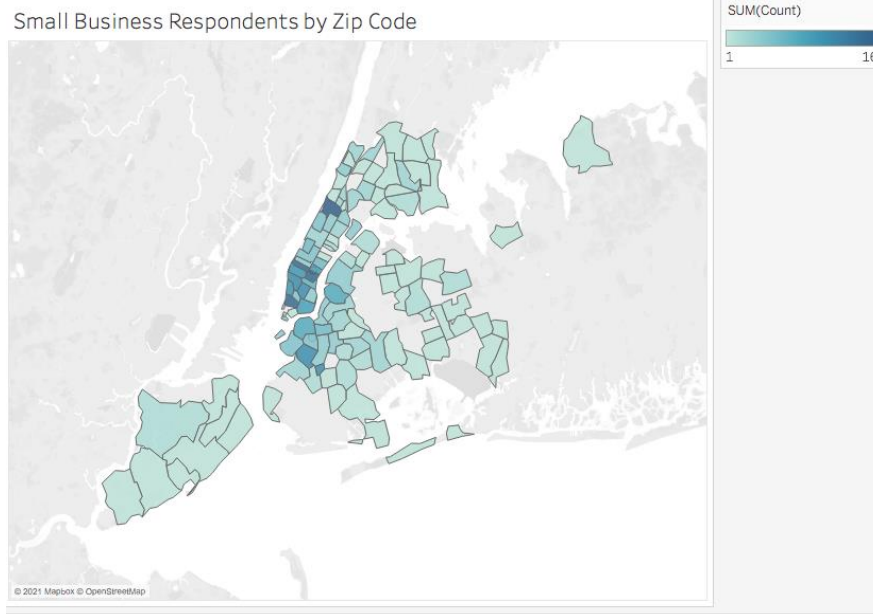 Small Business Respondents by Zip Code
SUM(Count)
1
16
© 2021 Mapbox © OpenStreetMap